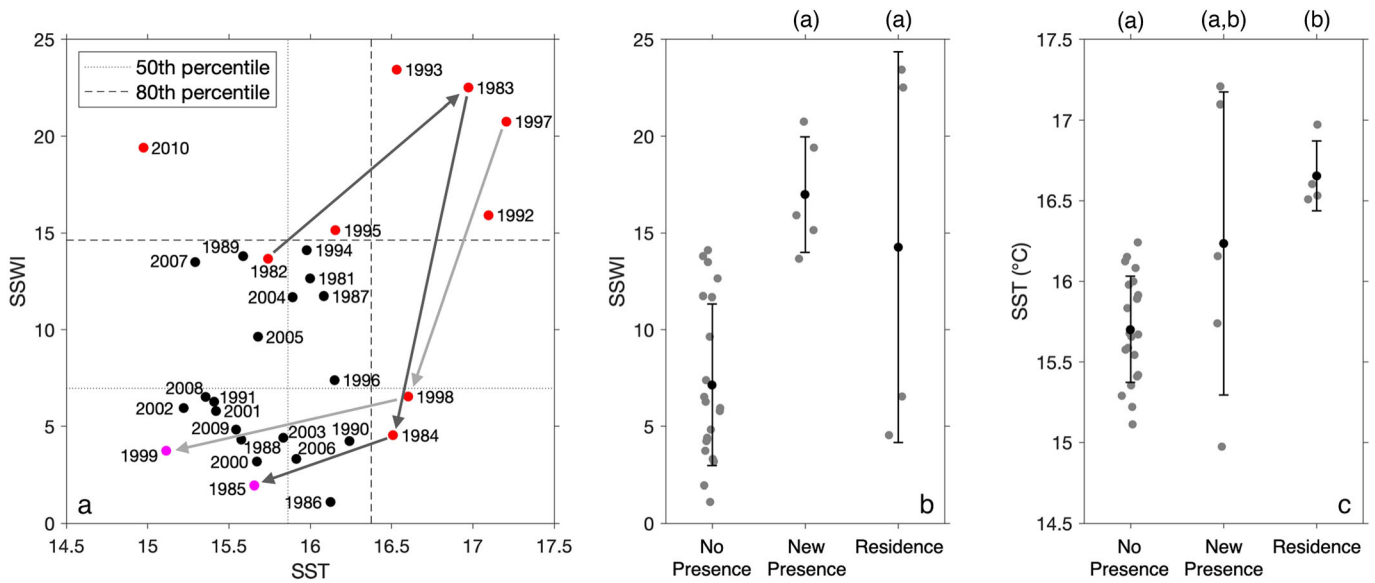 (a) (a)
(a) (a,b) (b)
25
20
15
10
5
0
SSWI
50th percentile
80th percentile
1993
1983
1997
2010
1992
1995
1989
1994
2007
1982
1981
2004
1987
2005
1996
2008
1991
1998
2002
2001
2009
2003
1990
1984
1988
1999
2000
2006
1985
1986
a
14.5 15 15.5 16 16.5 17 17.5
SST
25
20
15
10
5
0
SSWI
b
No Presence
New Presence
Residence
17.5
17
16.5
16
15.5
15
14.5
SST (°C)
c
No Presence
New Presence
Residence